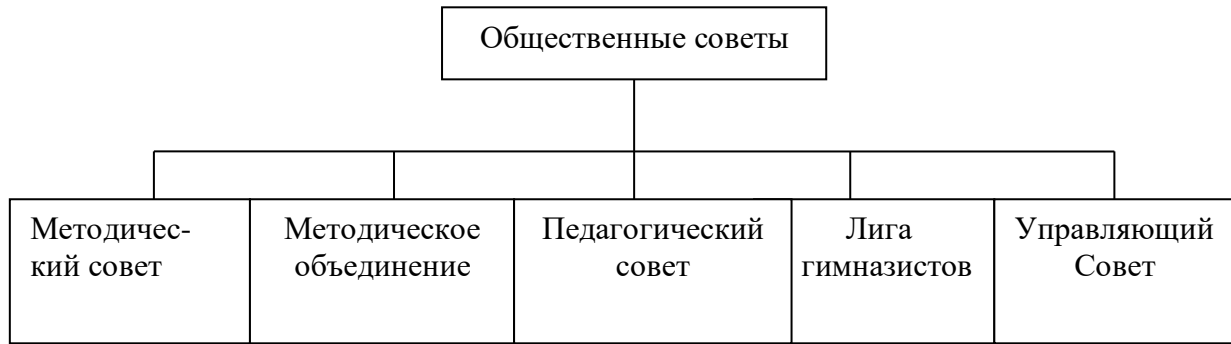 Общественные советы
Методичес-
кий совет
Методическое
объединение
Педагогический
совет
Лига
гимназистов
Управляющий
Совет